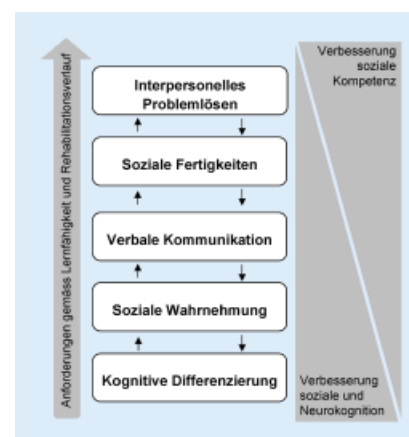 Anforderungen gemäss Lernfähigkeit und Rehabilitationsverlauf
Interpersonelles
Problemlösen
Soziale Fertigkeiten
Verbale Kommunikation
Soziale Wahrnehmung
Kognitive Differenzierung
Verbesserung
soziale
Kompetenz
Verbesserung
soziale und
Neurokognition